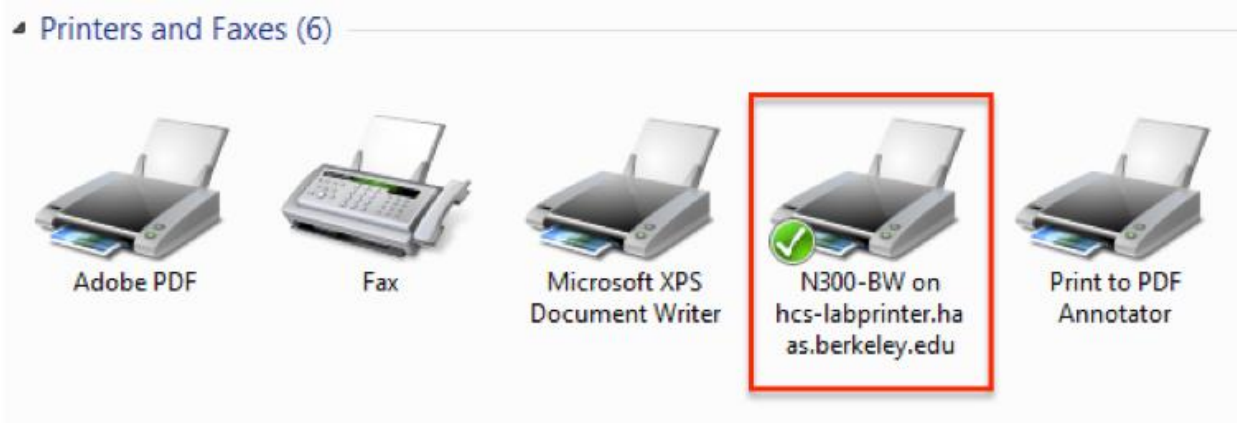 Printers and Faxes (6)
Adobe PDF
Fax
Microsoft XPS
Document Writer
N300-BW on
hcs-labprinter.ha
as.berkeley.edu
Print to PDF
Annotator